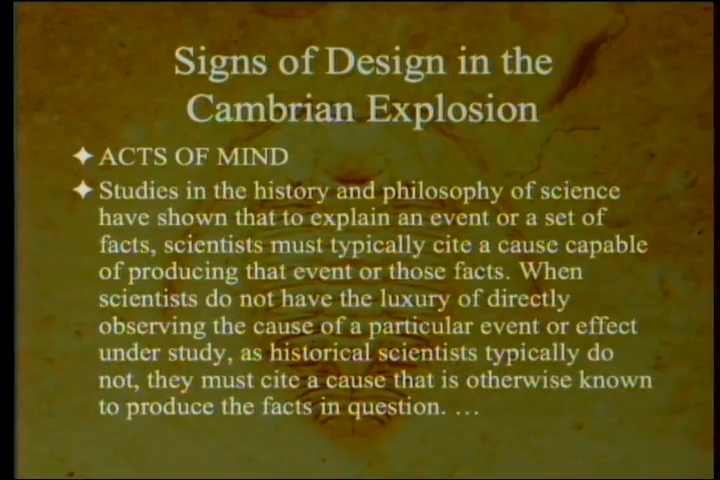 Signs of Design in the
Cambrian Explosion
ACTS OF MIND
Studies in the history and philosophy of science
have shown that to explain an event or a set of
facts, scientists must typically cite a cause capable
of producing that event or those facts. When
scientists do not have the luxury of directly
observing the cause of a particular event or effect
under study, as historical scientists typically do
not, they must cite a cause that is otherwise known
to produce the facts in question. …